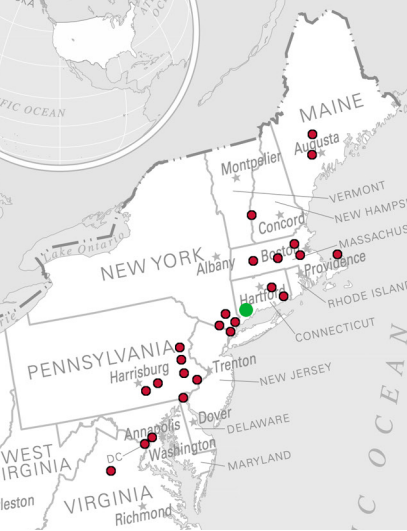 FIC OCEAN
MAINE
Augusta
Montpelier
VERMONT
NEW HAMPS
Concord
Lake Ontario
MASSACHUS
Boston
NEW YORK
Albany
Providence
Hartford
RHODE ISLAN
CONNECTICUT
PENNSYLVANIA
Harrisburg
Trenton
NEW JERSEY
Dover
DELAWARE
Annapolis
DC
Washington
MARYLAND
WEST
IRGINIA
leston
VIRGINIA
Richmond
C OCEAN